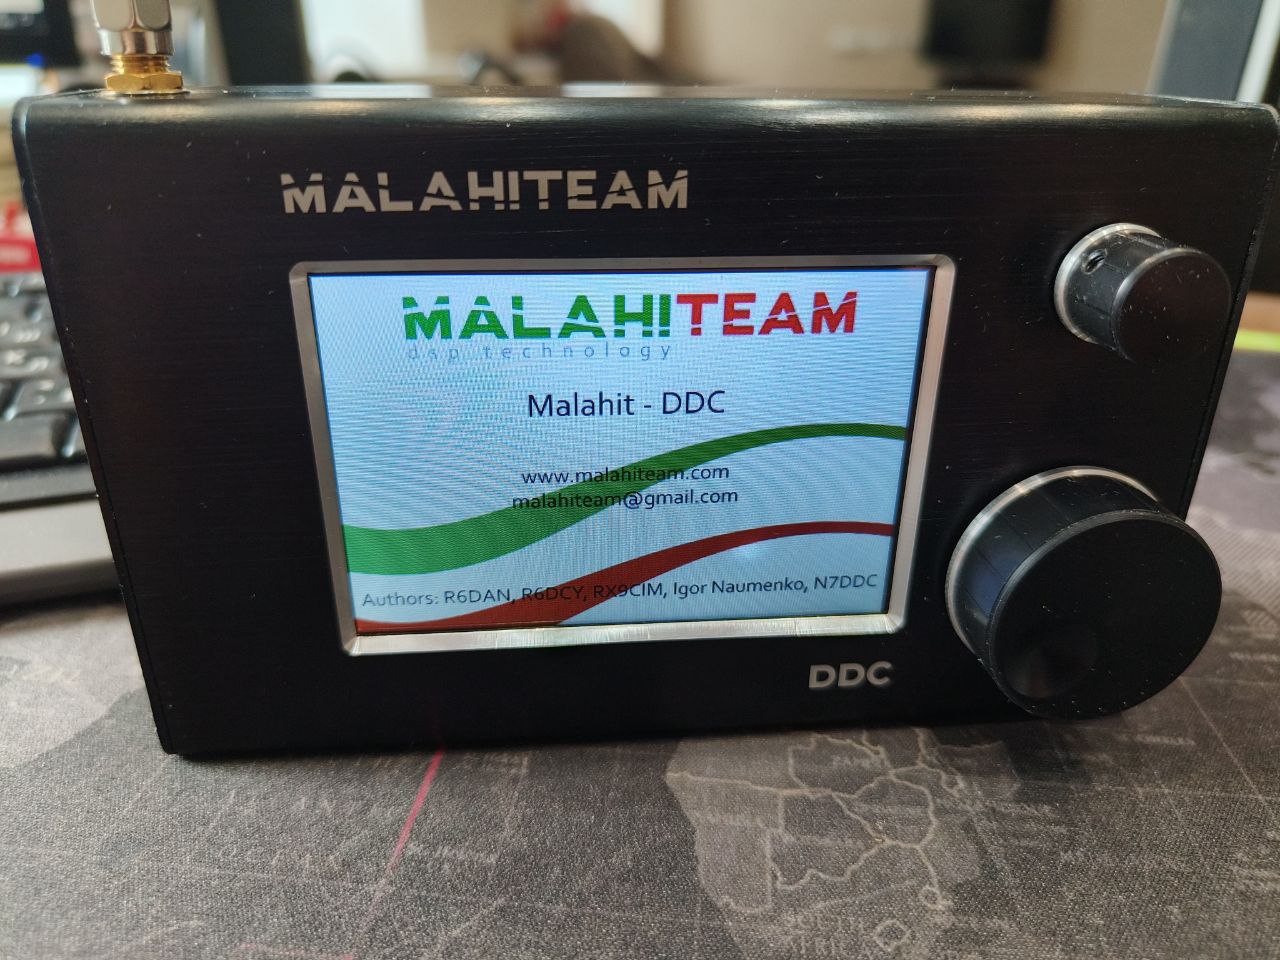 MALAHITEAM
MALAHITEAM
dsp technology
Malahit - DDC
www.malahiteam.com
malahiteam@gmail.com
Authors: R6DAN, R6DCY, RX9CIM, Igor Naumenko, N7DDC
DDC